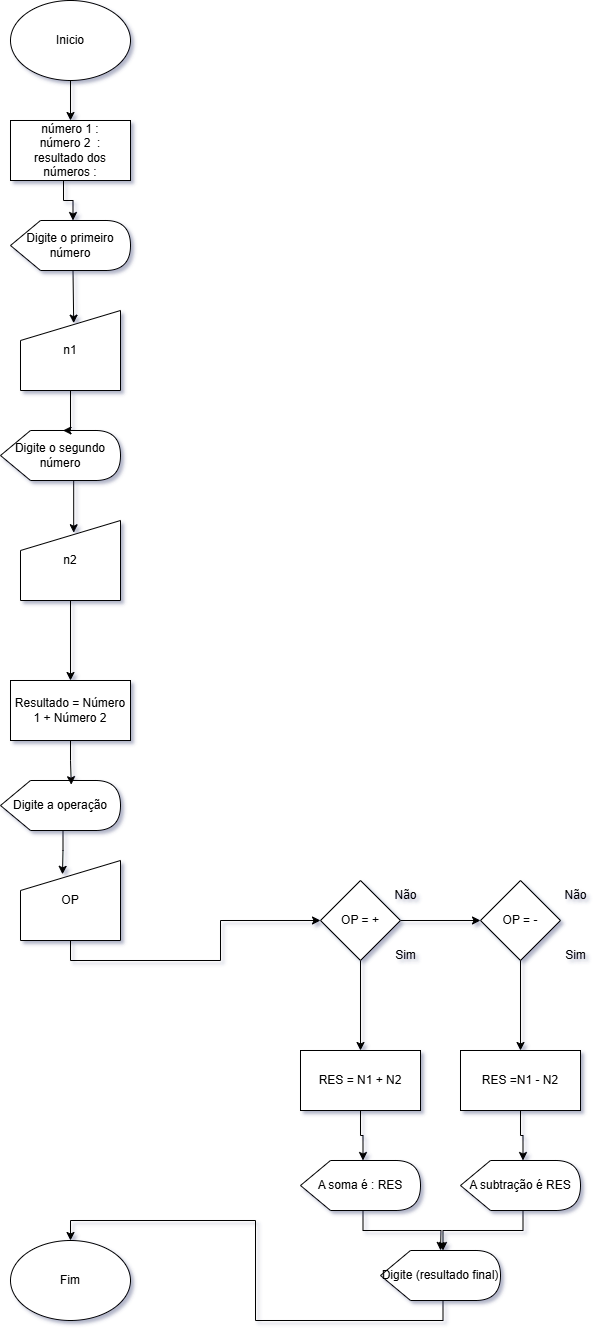 Inicio
número 1 :
número 2  :
resultado dos
números :
Digite o primeiro
número
n1
Digite o segundo
número
n2
Resultado = Número
1 + Número 2
Digite a operação
OP
OP = +
Não
Sim
OP = -
Não
Sim
RES = N1 + N2
RES =N1 - N2
A soma é : RES
A subtração é RES
Digite (resultado final)
Fim